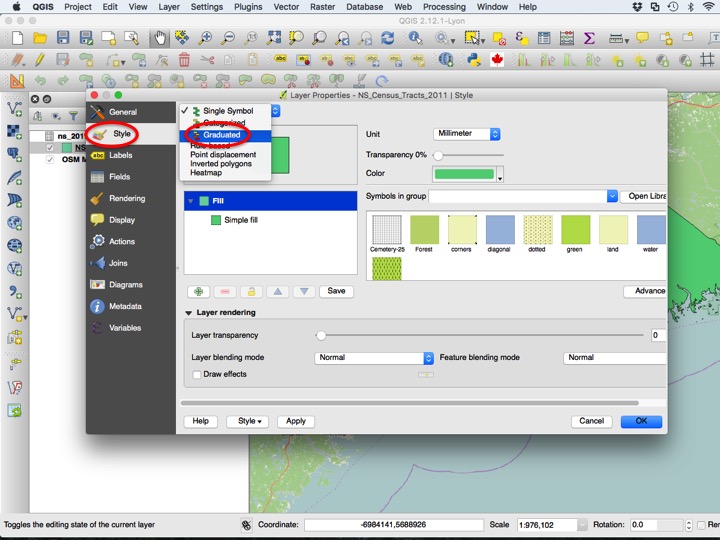 QGIS Project Edit View Layer Settings Plugins Vector Raster Database Web Processing Window Help
QGIS 2.12.1-Lyon
Layer Properties - NS_Census_Tracts_2011 | Style
General
Style
Labels
Fields
Rendering
Display
Actions
Joins
Diagrams
Metadata
Variables
ns_201
NS
OSM M
Single Symbol
Categorized
Graduated
Rule-based
Point displacement
Inverted polygons
Heatmap
Unit
Millimeter
Transparency 0%
Color
Fill
Simple fill
Symbols in group
Open Libra
Cemetery-25
Forest
corners
diagonal
dotted
green
land
water
Save
Advance
Layer rendering
Layer transparency
0
Layer blending mode
Normal
Feature blending mode
Normal
Draw effects
Help
Style
Apply
Cancel
OK
Toggles the editing state of the current layer
Coordinate:
-6984141,5688926
Scale
1:976,102
Rotation:
0.0
Ren